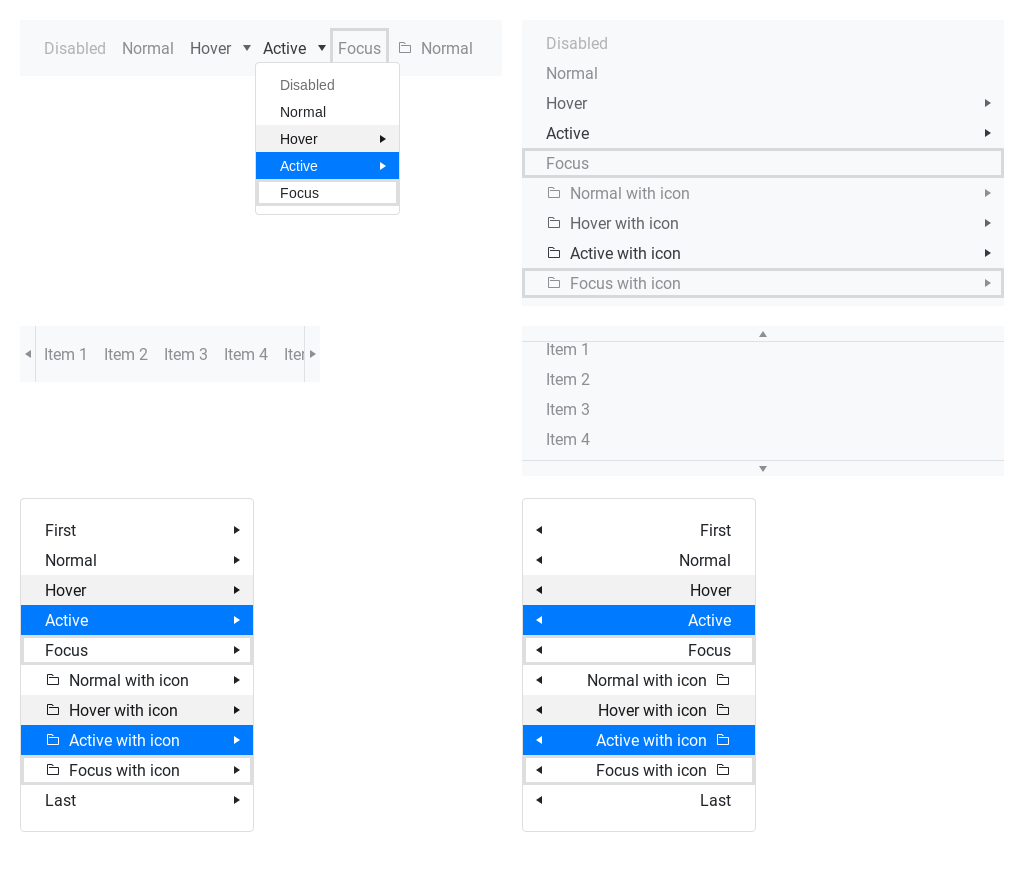 Disabled Normal Hover Active Focus Normal
Disabled
Normal
Hover
Active
Focus
Disabled
Normal
Hover
Active
Focus
Normal with icon
Hover with icon
Active with icon
Focus with icon
Item 1 Item 2 Item 3 Item 4
Item 1
Item 2
Item 3
Item 4
First
Normal
Hover
Active
Focus
Normal with icon
Hover with icon
Active with icon
Focus with icon
Last
First
Normal
Hover
Active
Focus
Normal with icon
Hover with icon
Active with icon
Focus with icon
Last